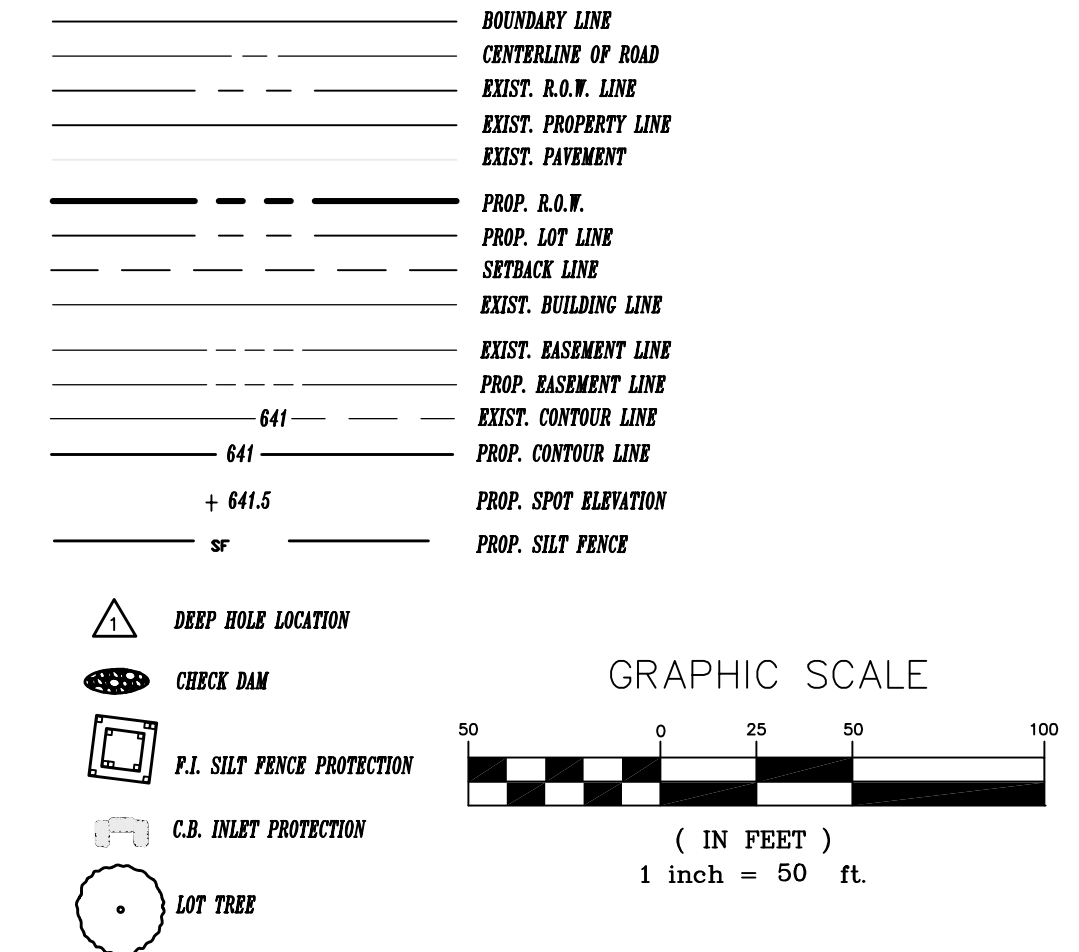 BOUNDARY LINE
CENTERLINE OF ROAD
EXIST. R.O.W. LINE
EXIST. PROPERTY LINE
EXIST. PAVEMENT
PROP. R.O.W.
PROP. LOT LINE
SETBACK LINE
EXIST. BUILDING LINE
EXIST. EASEMENT LINE
PROP. EASEMENT LINE
641 EXIST. CONTOUR LINE
641 PROP. CONTOUR LINE
+ 641.5 PROP. SPOT ELEVATION
SF PROP. SILT FENCE
1 DEEP HOLE LOCATION
CHECK DAM
F.I. SILT FENCE PROTECTION
C.B. INLET PROTECTION
LOT TREE
GRAPHIC SCALE
50 0 25 50 100
( IN FEET )
1 inch = 50 ft.